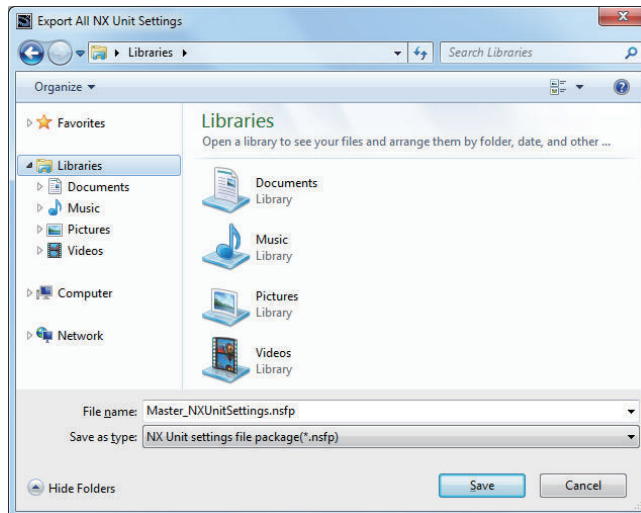 Export All NX Unit Settings
Libraries
Search Libraries
Organize
Favorites
Libraries
Documents
Music
Pictures
Videos
Computer
Network
Libraries
Open a library to see your files and arrange them by folder, date, and other ...
Documents
Library
Music
Library
Pictures
Library
Videos
Library
File name: Master_NXUnitSettings.nsfp
Save as type: NX Unit settings file package(*.nsfp)
Hide Folders
Save
Cancel